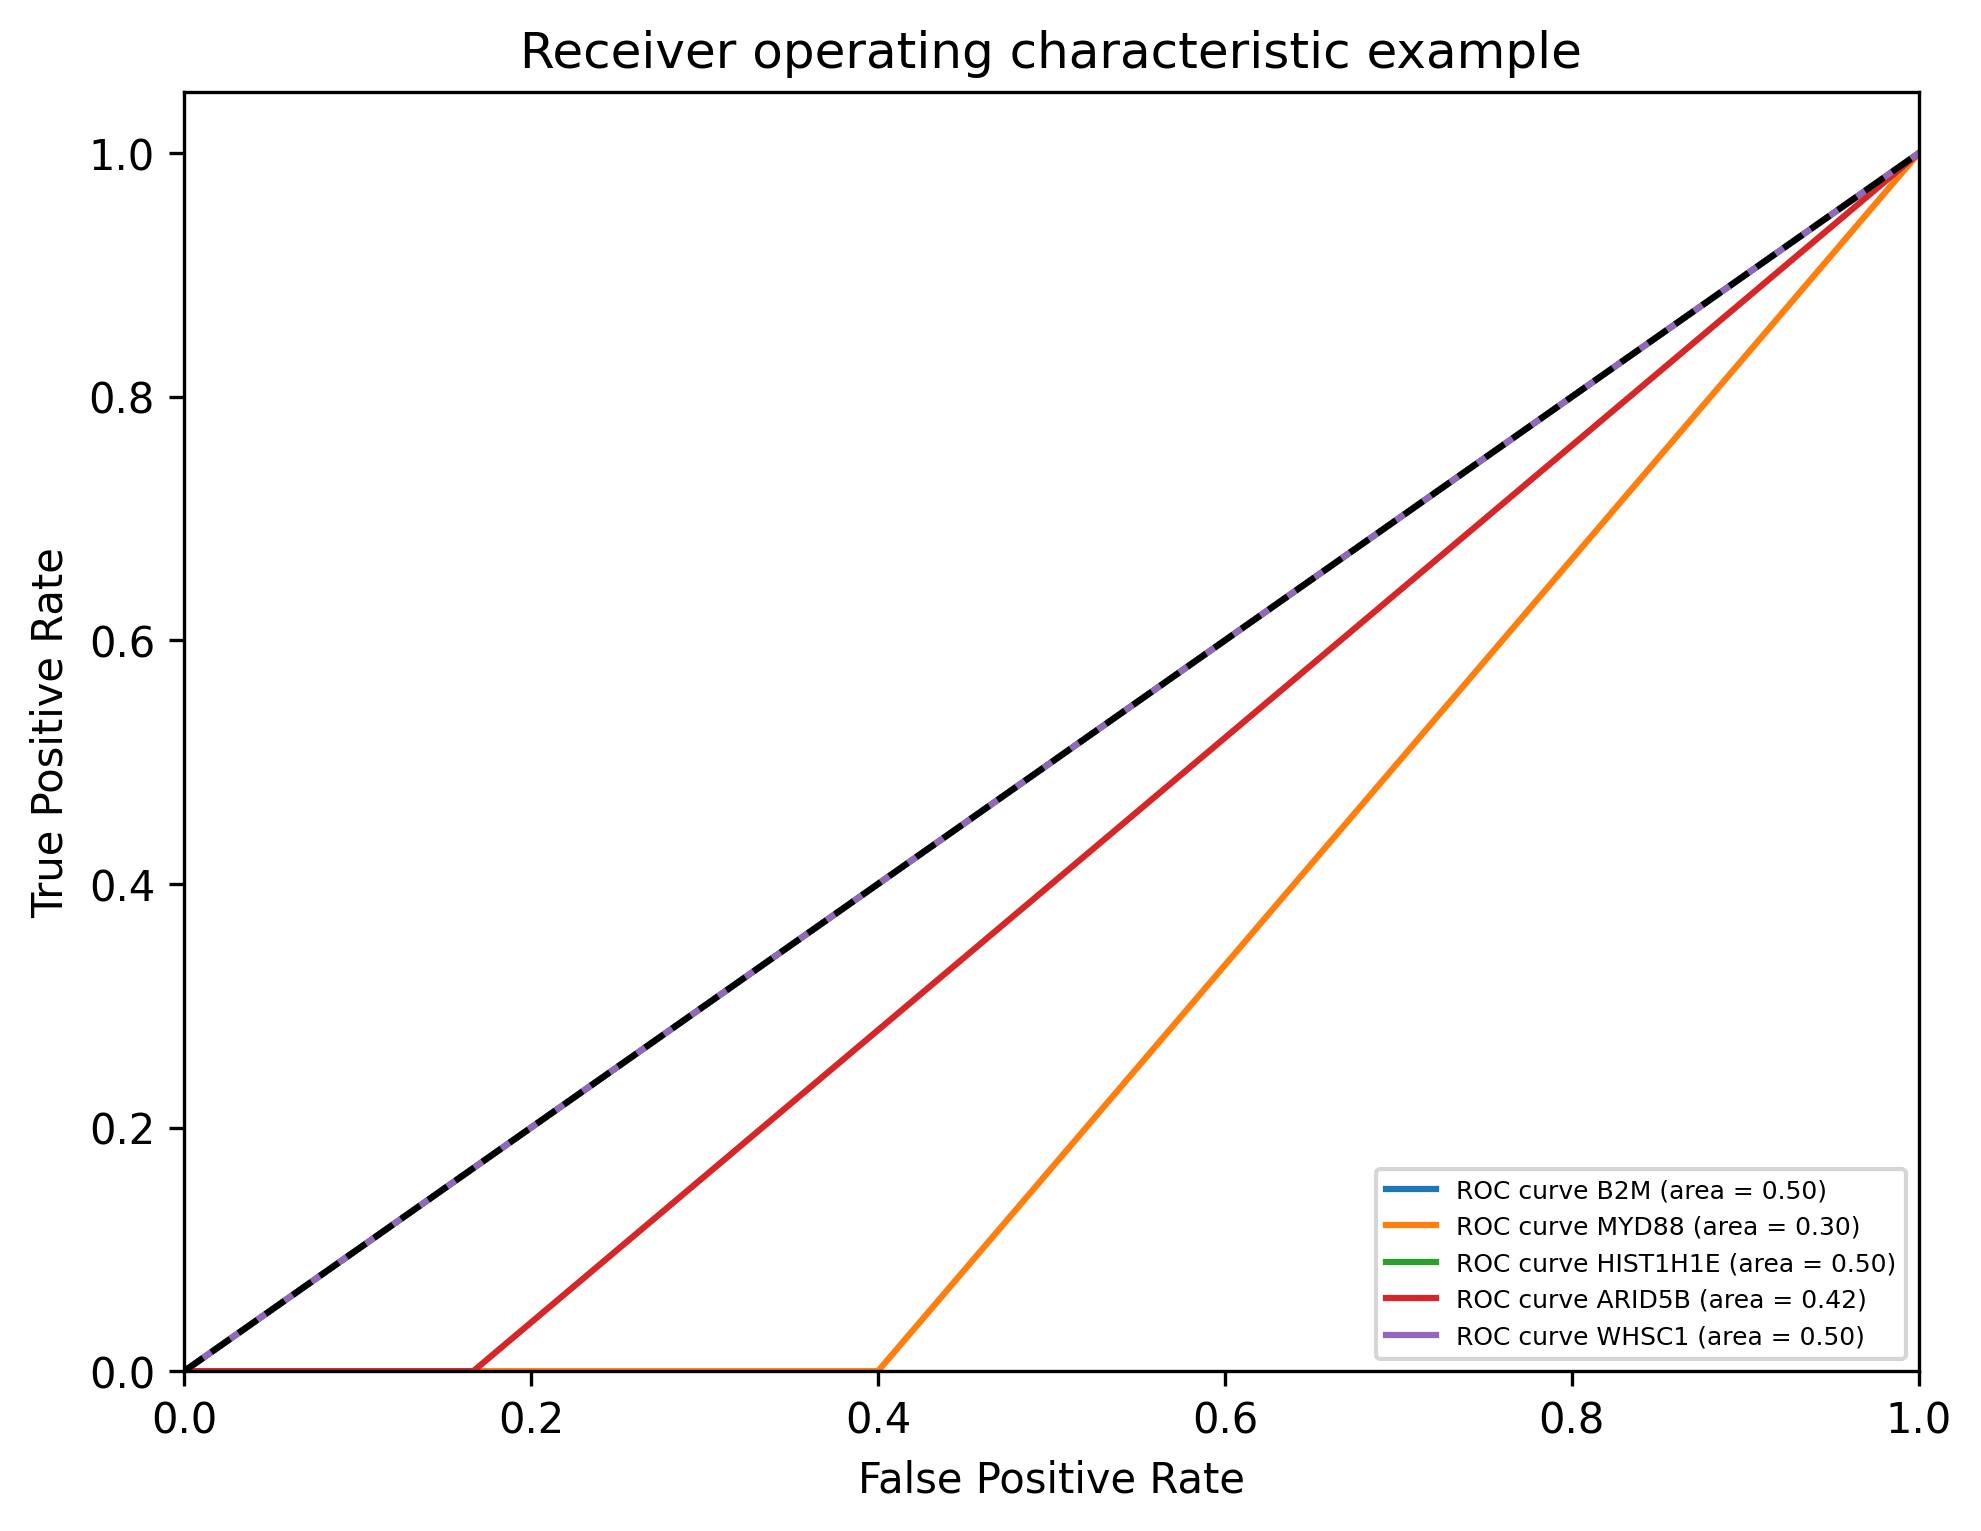 Receiver operating characteristic example
1.0
0.8
0.6
0.4
0.2
0.0
True Positive Rate
0.0 0.2 0.4 0.6 0.8 1.0
False Positive Rate
ROC curve B2M (area = 0.50)
ROC curve MYD88 (area = 0.30)
ROC curve HIST1H1E (area = 0.50)
ROC curve ARID5B (area = 0.42)
ROC curve WHSC1 (area = 0.50)